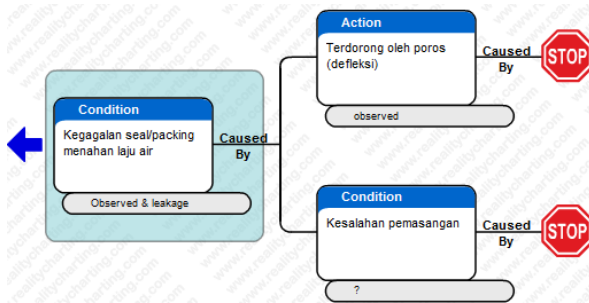 Action
Terdorong oleh poros
(defleksi)
observed
Caused
By
STOP
Condition
Kegagalan seal/packing
menahan laju air
Observed & leakage
Caused
By
Condition
Kesalahan pemasangan
?
Caused
By
STOP